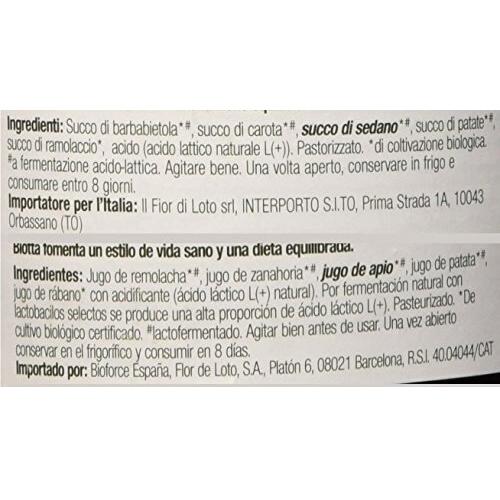 Ingredienti: Succo di barbabietola*#, succo di carota*#, succo di sedano*#, succo di patate*#,
succo di ramolaccio*, acido (acido lattico naturale L(+)). Pastorizzato. *di coltivazione biologica.
#a fermentazione acido-lattica. Agitare bene. Una volta aperto, conservare in frigo e
consumare entro 8 giorni.
Importatore per l'Italia: Il Fior di Loto srl, INTERPORTO S.I.TO, Prima Strada 1A, 10043
Orbassano (TO)
Biotta fomenta un estilo de vida sano y una dieta equilibrada.
Ingredientes: Jugo de remolacha*#, jugo de zanahoria*#, jugo de apio*#, jugo de patata*#,
jugo de rábano* con acidificante (ácido láctico L(+) natural). Por fermentación natural con
lactobacilos selectos se produce una alta proporción de ácido láctico L(+). Pasteurizado. *De
cultivo biológico certificado. #lactofermentado. Agitar bien antes de usar. Una vez abierto
conservar en el frigorífico y consumir en 8 días.
Importado por: Bioforce España, Flor de Loto, S.A., Platón 6, 08021 Barcelona, R.S.I. 40.04044/CAT